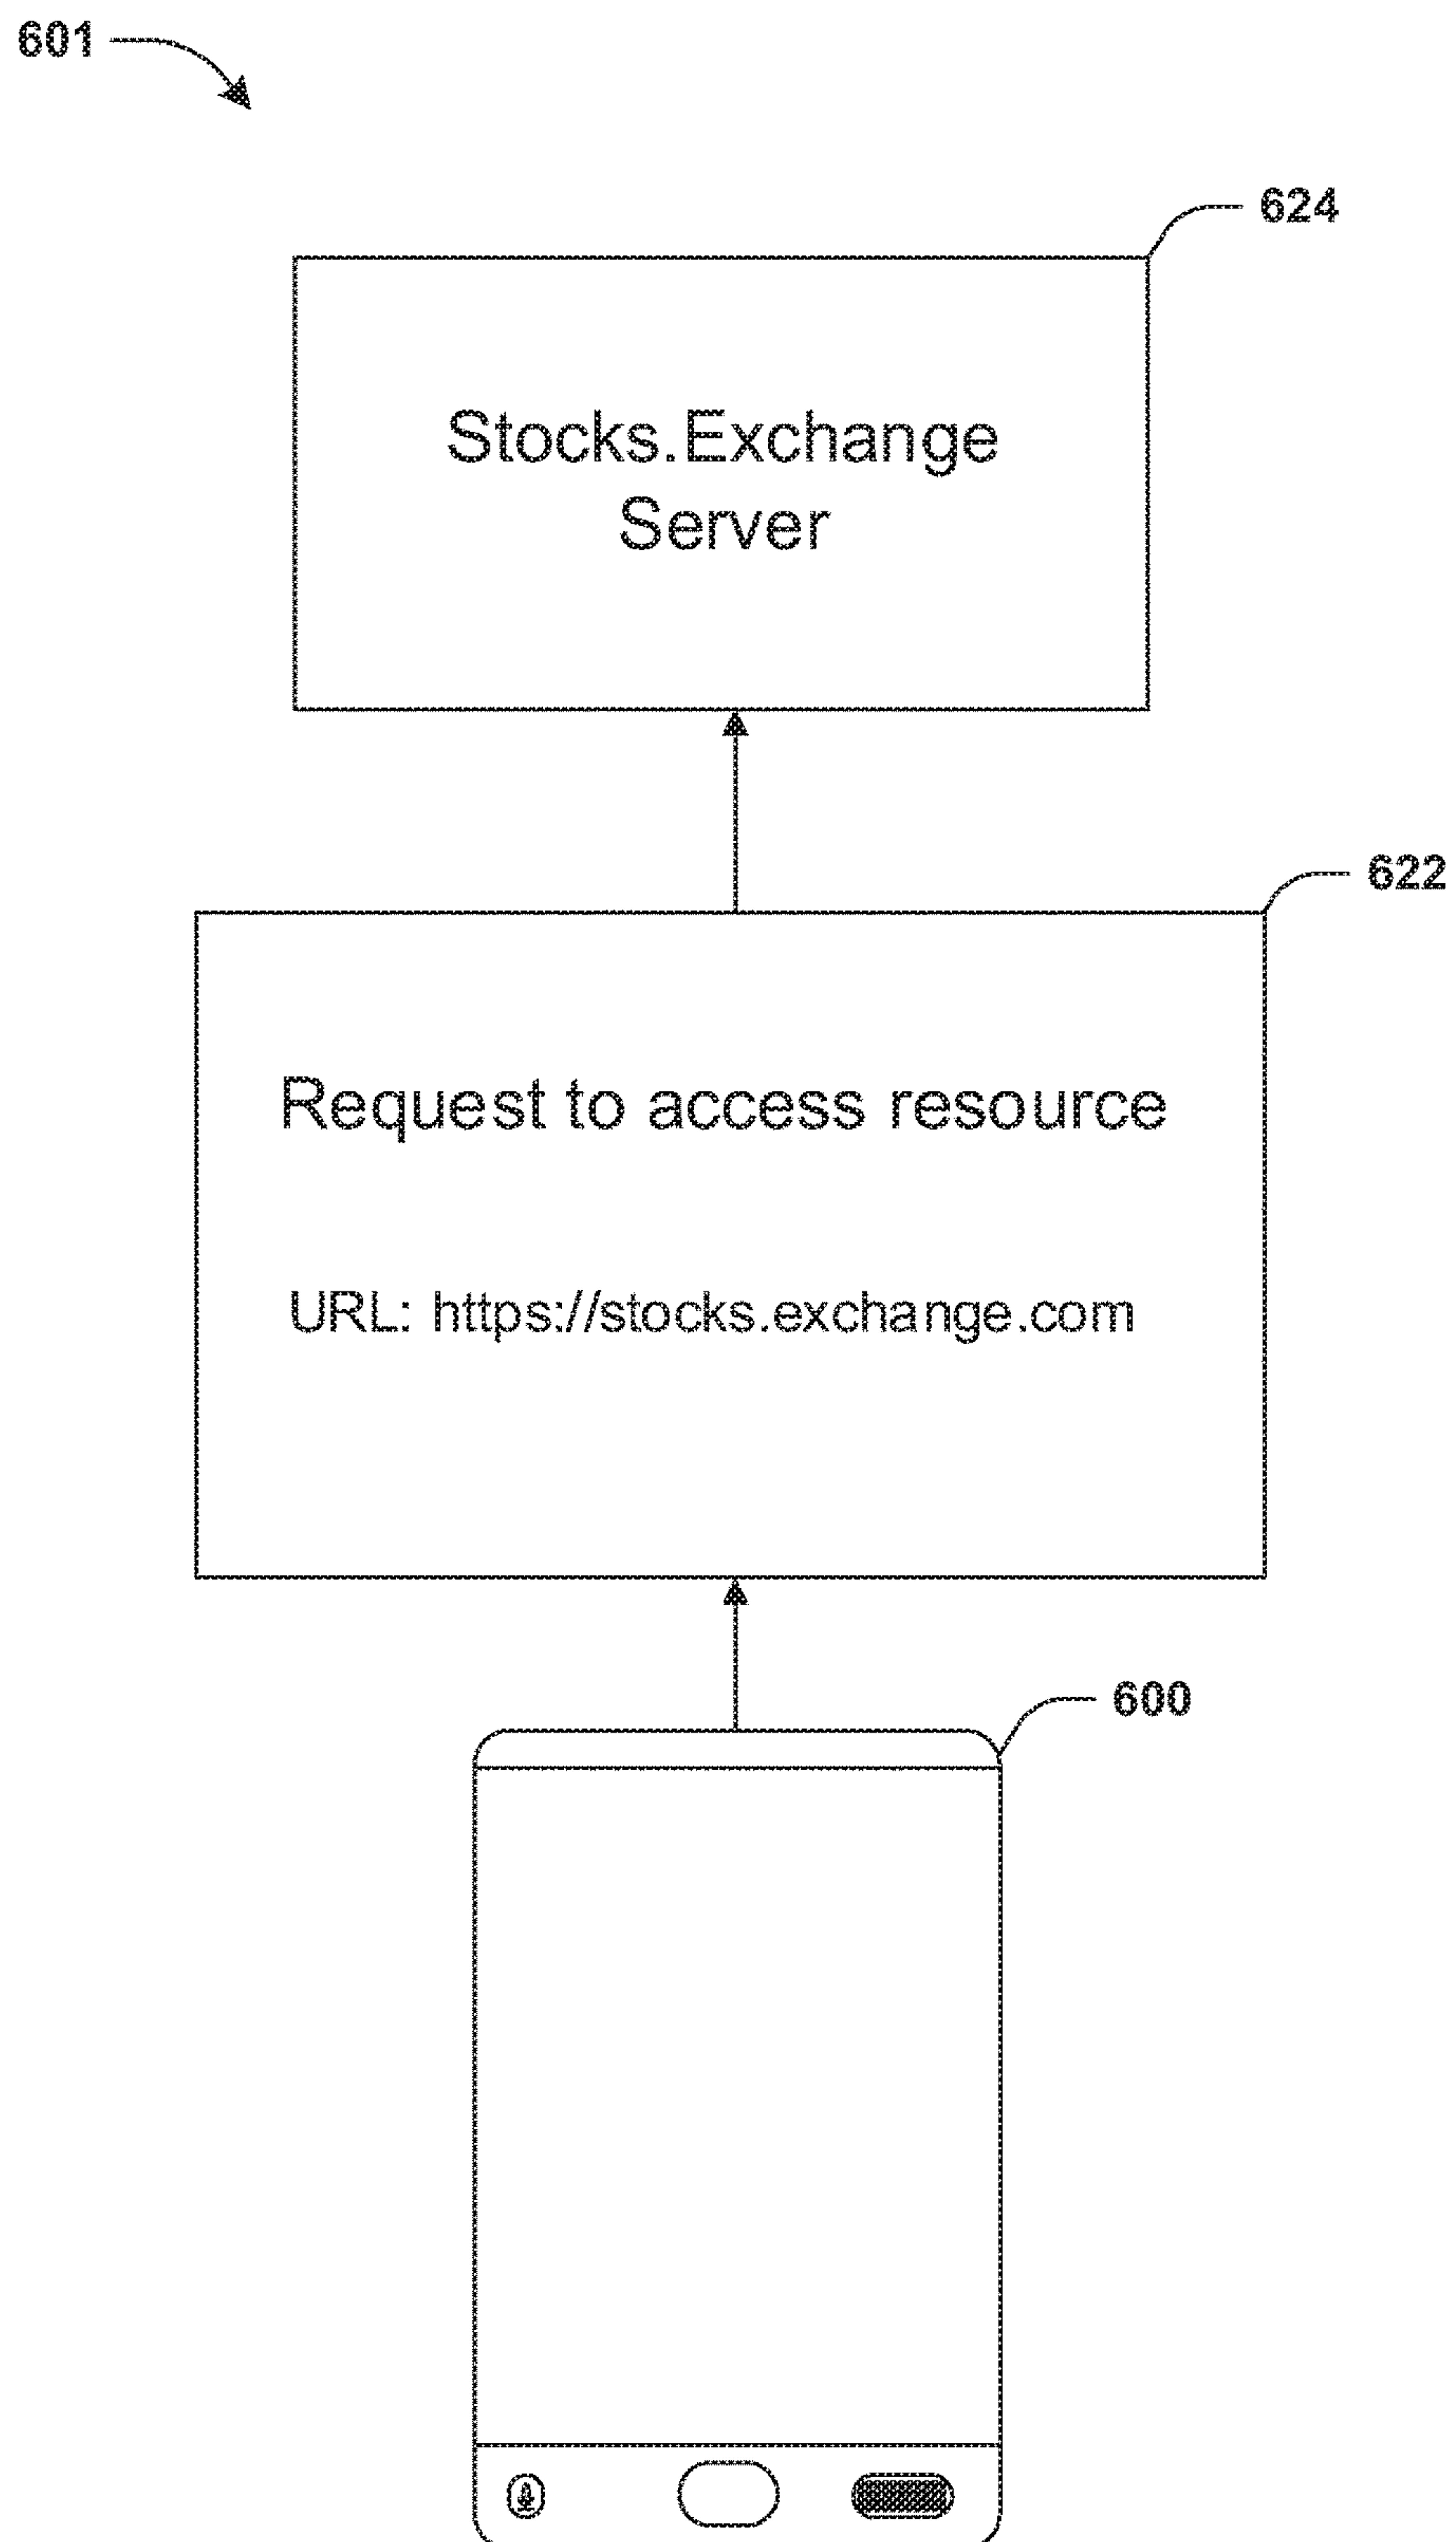 601
624
Stocks.Exchange
Server
622
Request to access resource
URL: https://stocks.exchange.com
600